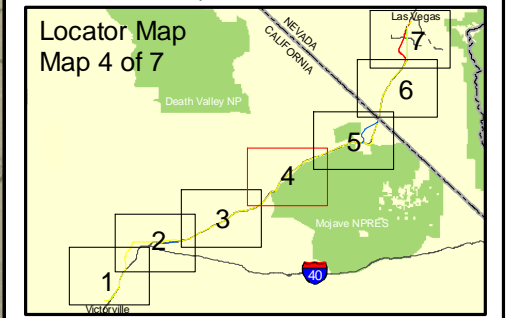 Locator Map
Map 4 of 7
NEVADA
CALIFORNIA
Las Vegas
7
6
Death Valley NP
5
4
3
Mojave NPRES
2
40
1
Victorville